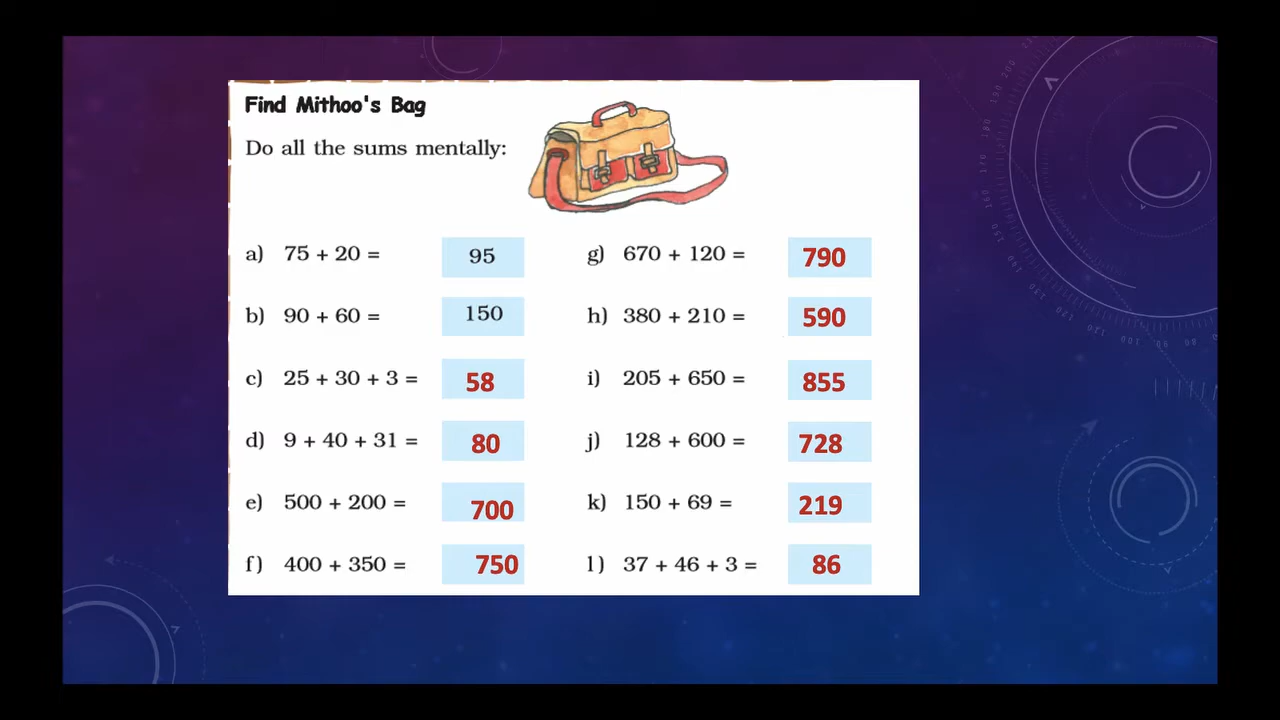 Find Mithoo's Bag
Do all the sums mentally:
a) 75 + 20 = 95
b) 90 + 60 = 150
c) 25 + 30 + 3 = 58
d) 9 + 40 + 31 = 80
e) 500 + 200 = 700
f) 400 + 350 = 750
g) 670 + 120 = 790
h) 380 + 210 = 590
i) 205 + 650 = 855
j) 128 + 600 = 728
k) 150 + 69 = 219
l) 37 + 46 + 3 = 86